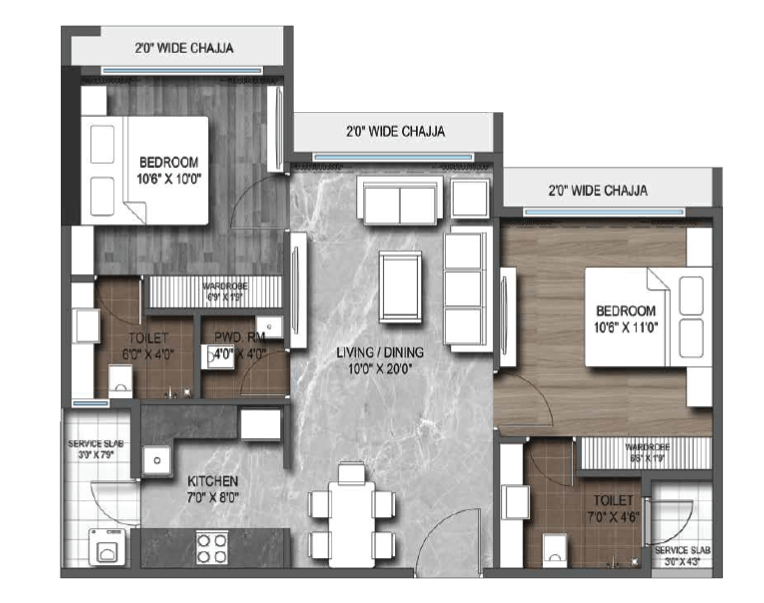 2'0" WIDE CHAJJA
2'0" WIDE CHAJJA
2'0" WIDE CHAJJA
BEDROOM
10'6" X 10'0"
WARDROBE
6'9" X 1'9"
TOILET
6'0" X 4'0"
PWD. RM
4'0" X 4'0"
LIVING / DINING
10'0" X 20'0"
BEDROOM
10'6" X 11'0"
SERVICE SLAB
3'9" X 7'9"
KITCHEN
7'0" X 8'0"
WARDROBE
6'6" X 1'9"
TOILET
7'0" X 4'6"
SERVICE SLAB
3'0" X 4'3"